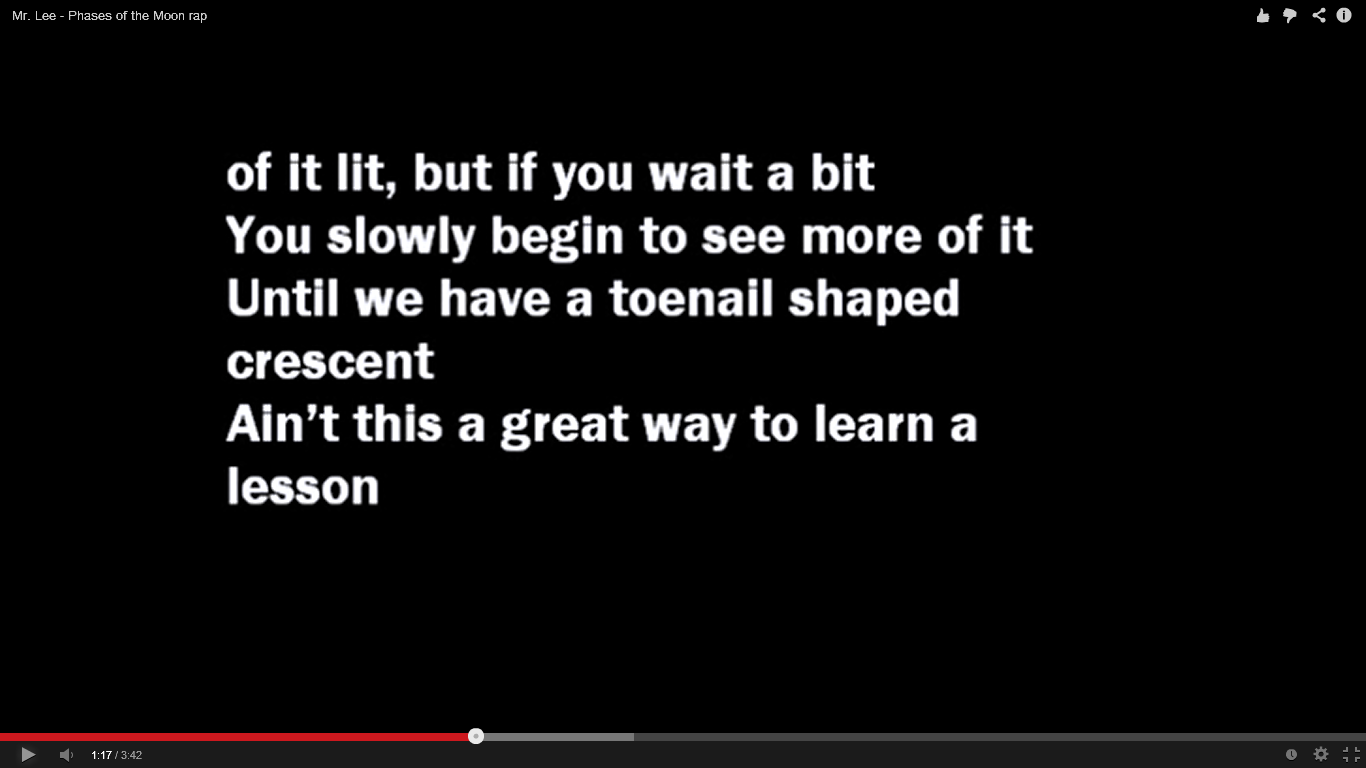 Mr. Lee - Phases of the Moon rap
of it lit, but if you wait a bit
You slowly begin to see more of it
Until we have a toenail shaped
crescent
Ain’t this a great way to learn a
lesson
1:17 / 3:42